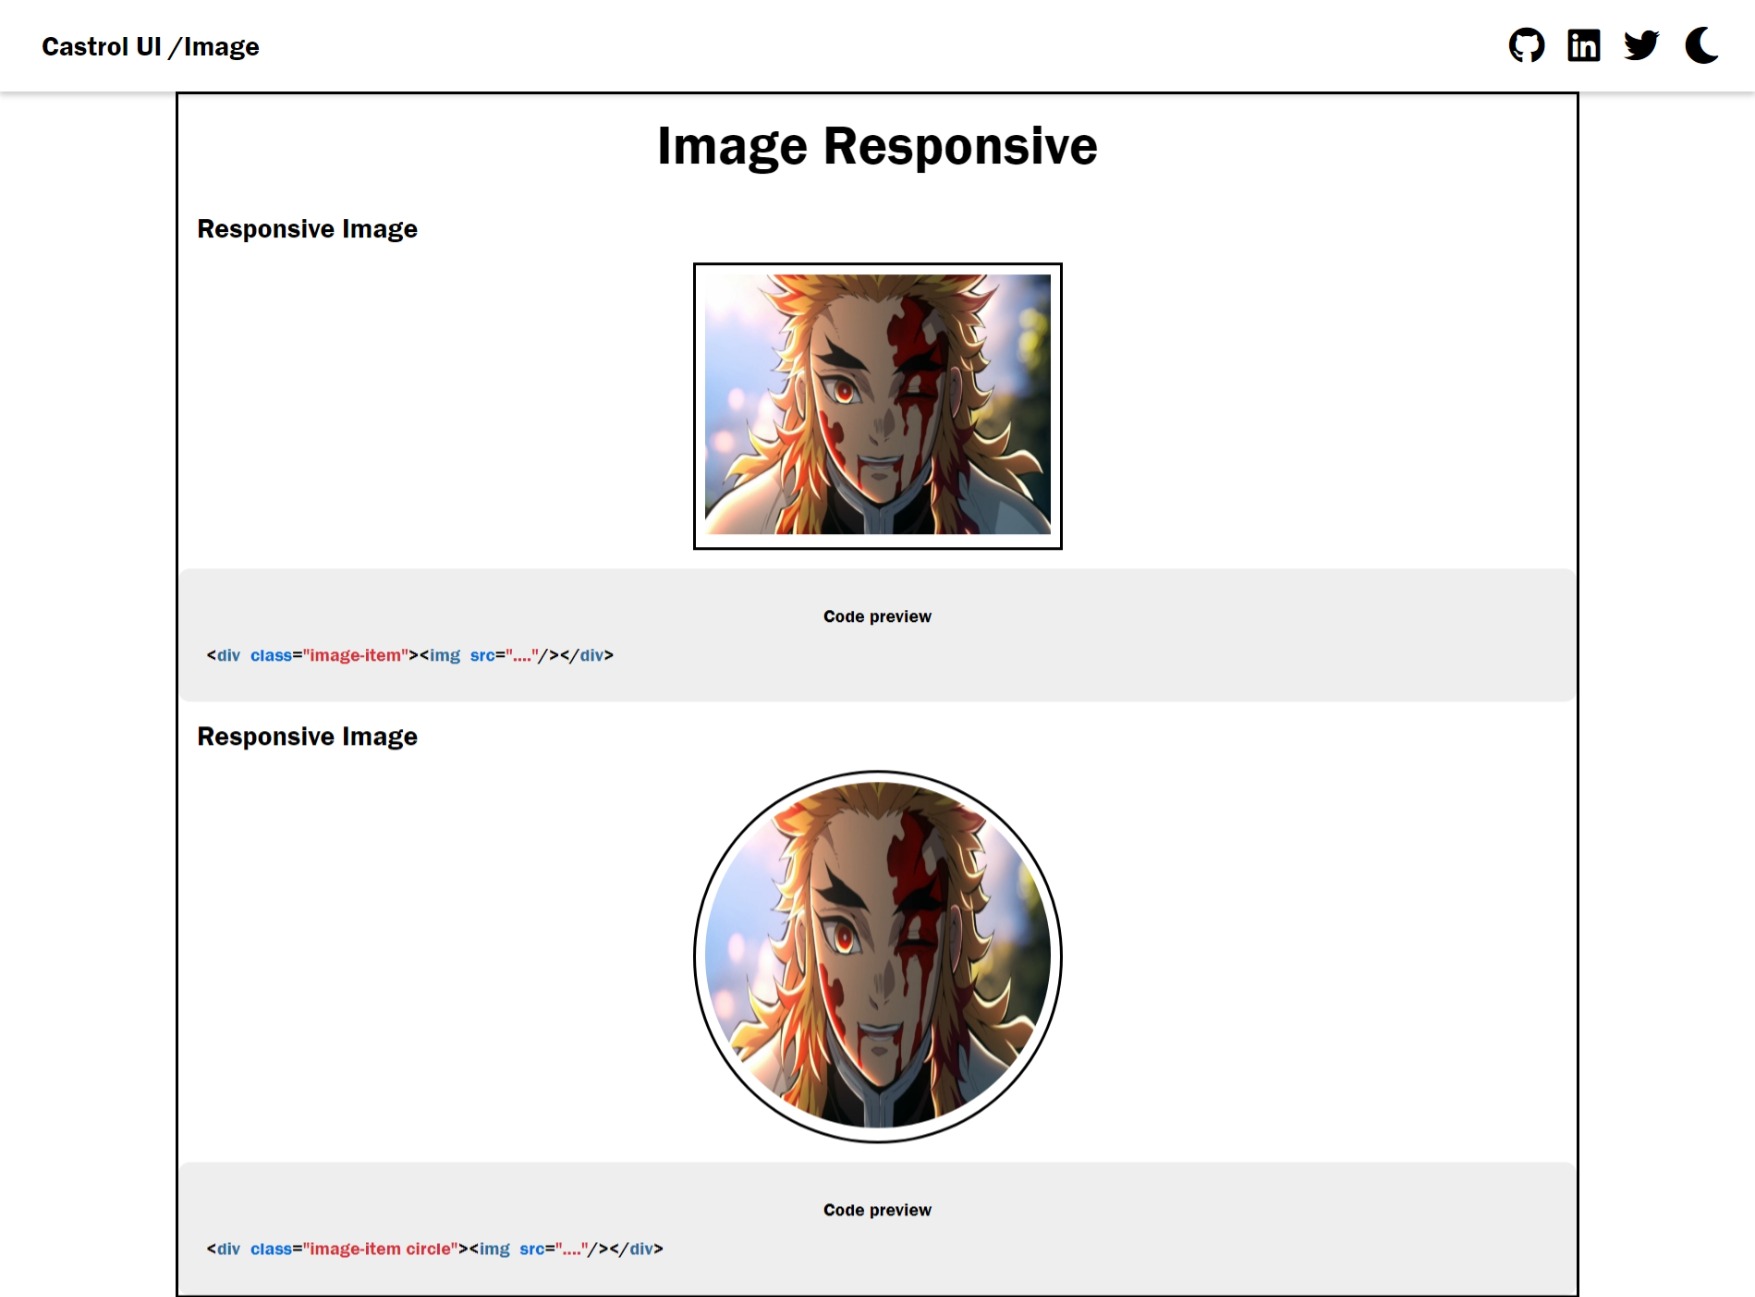 Castrol UI /Image
Image Responsive
Responsive Image
Code preview
<div class="image-item"><img src="...."/></div>
Responsive Image
Code preview
<div class="image-item circle"><img src="...."/></div>